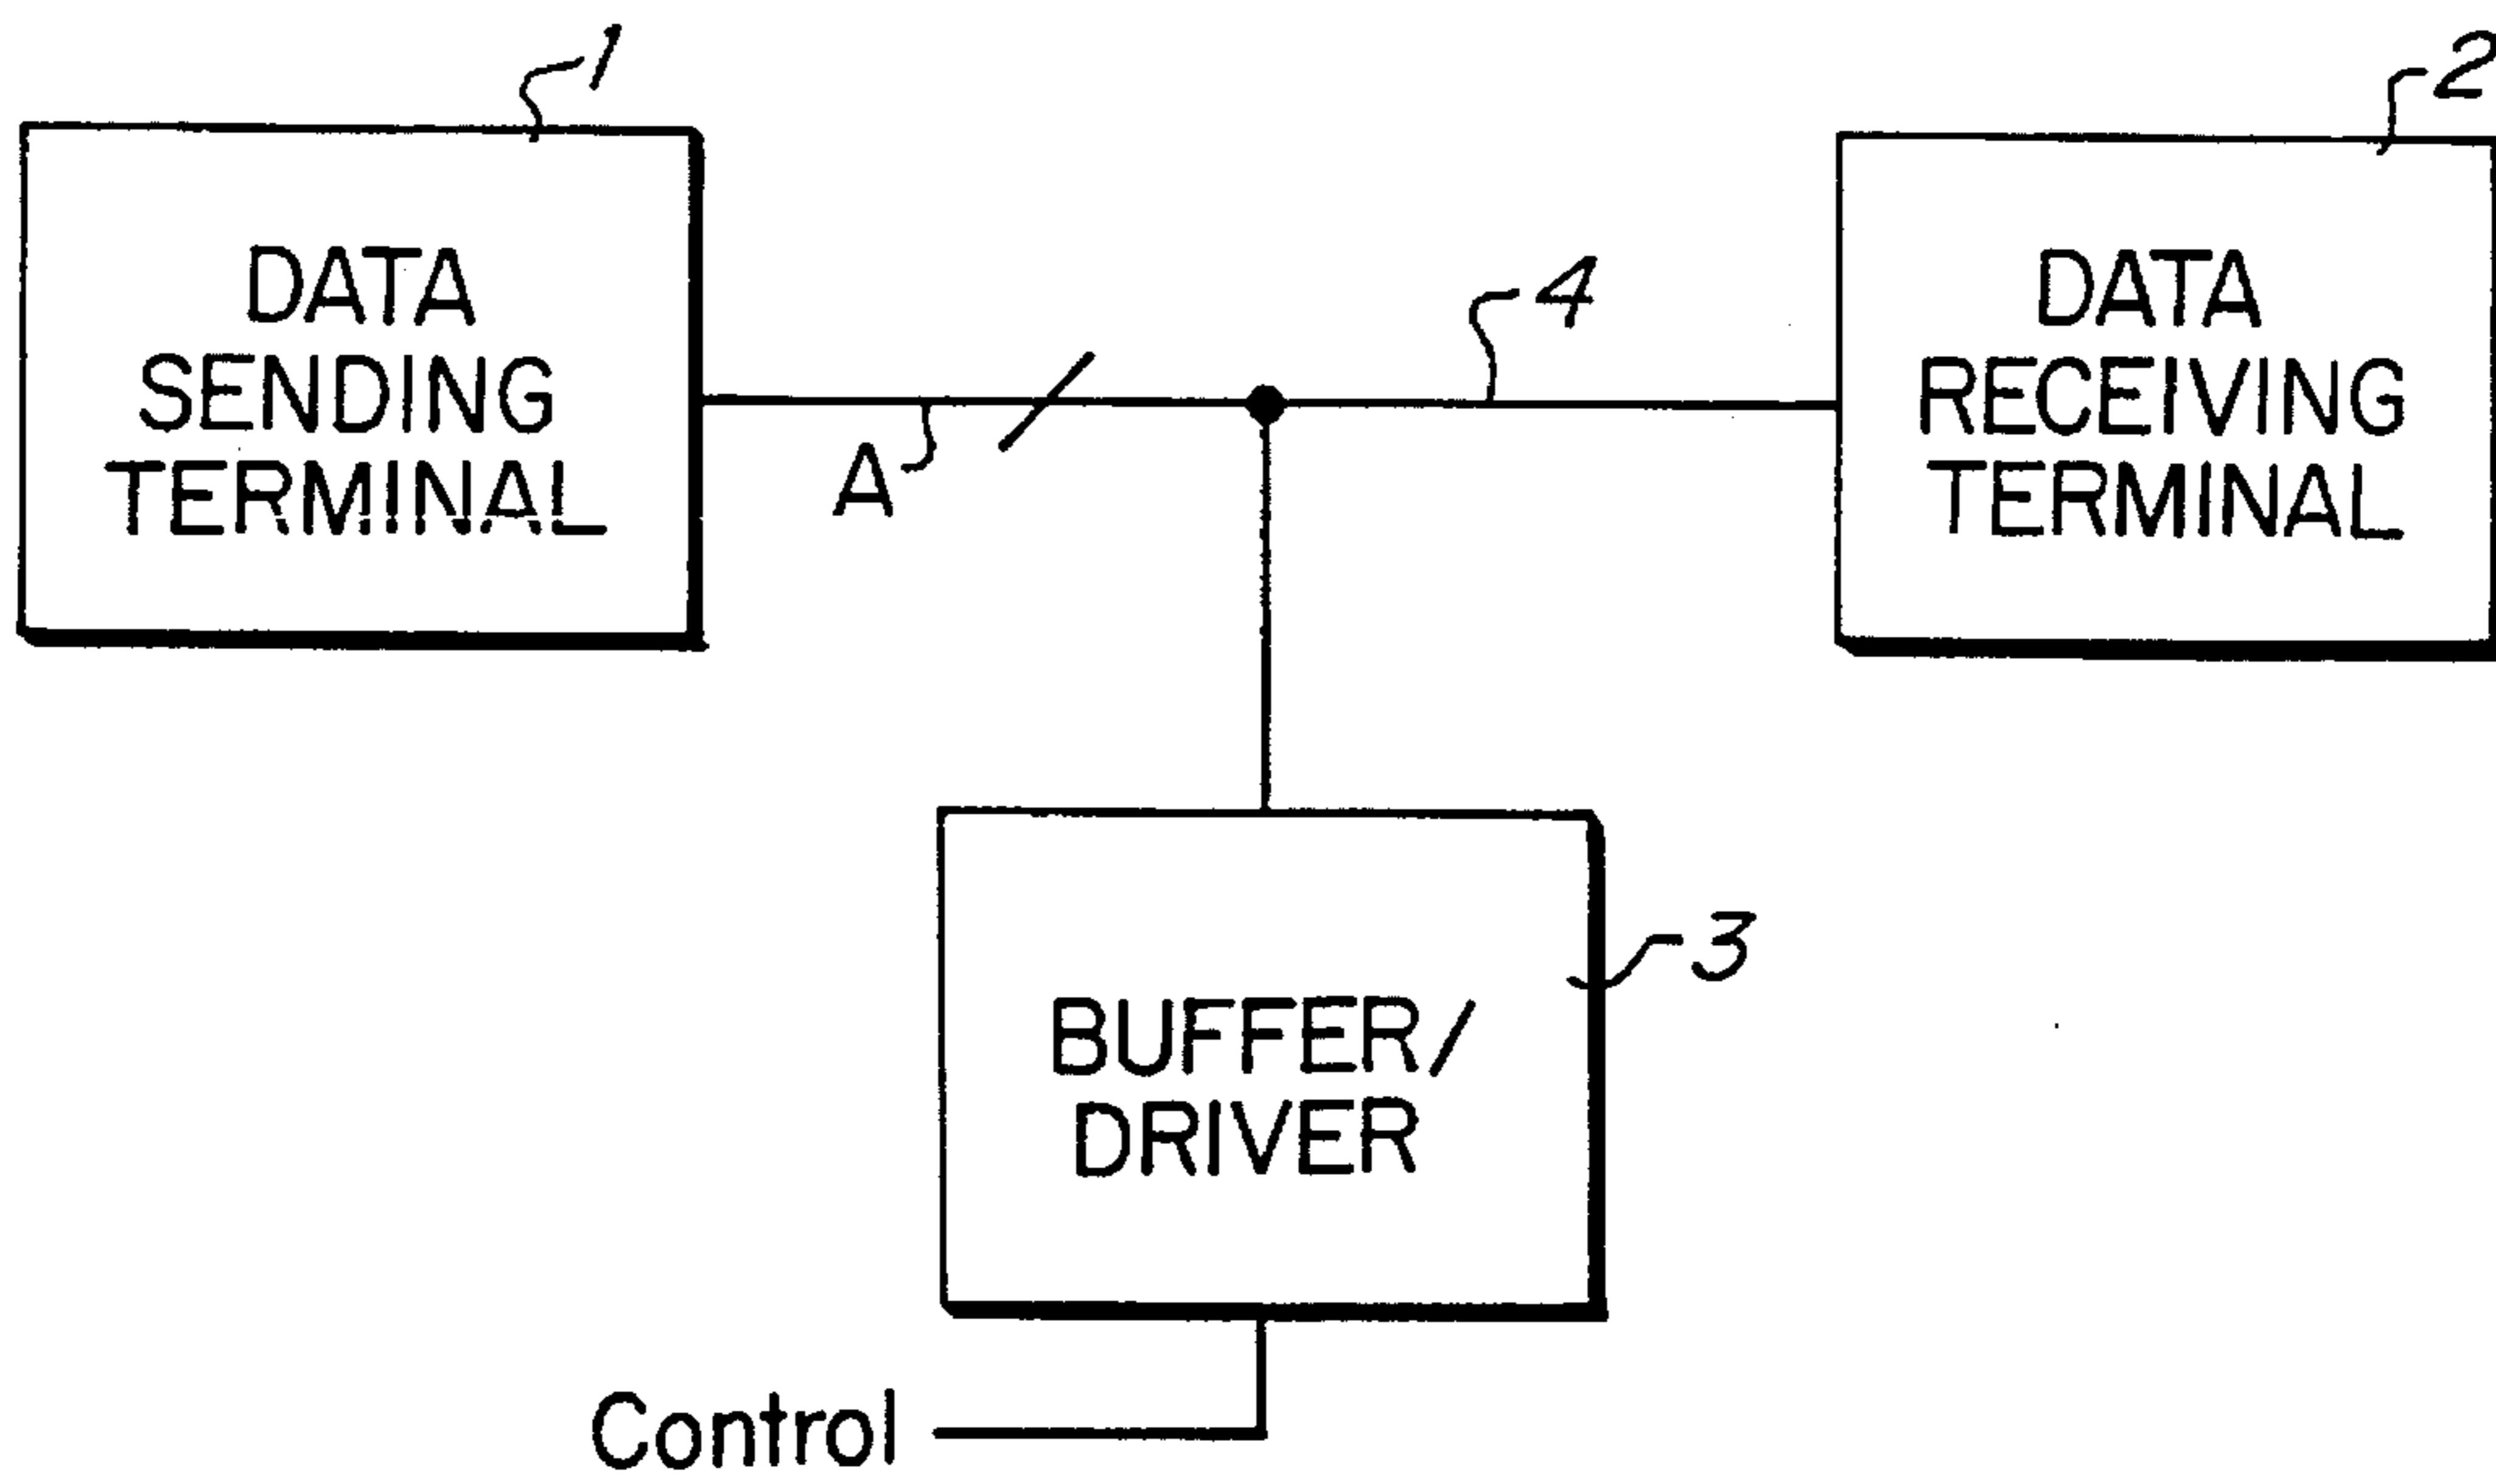 1
2
DATA
SENDING
TERMINAL
4
A
DATA
RECEIVING
TERMINAL
3
BUFFER/
DRIVER
Control